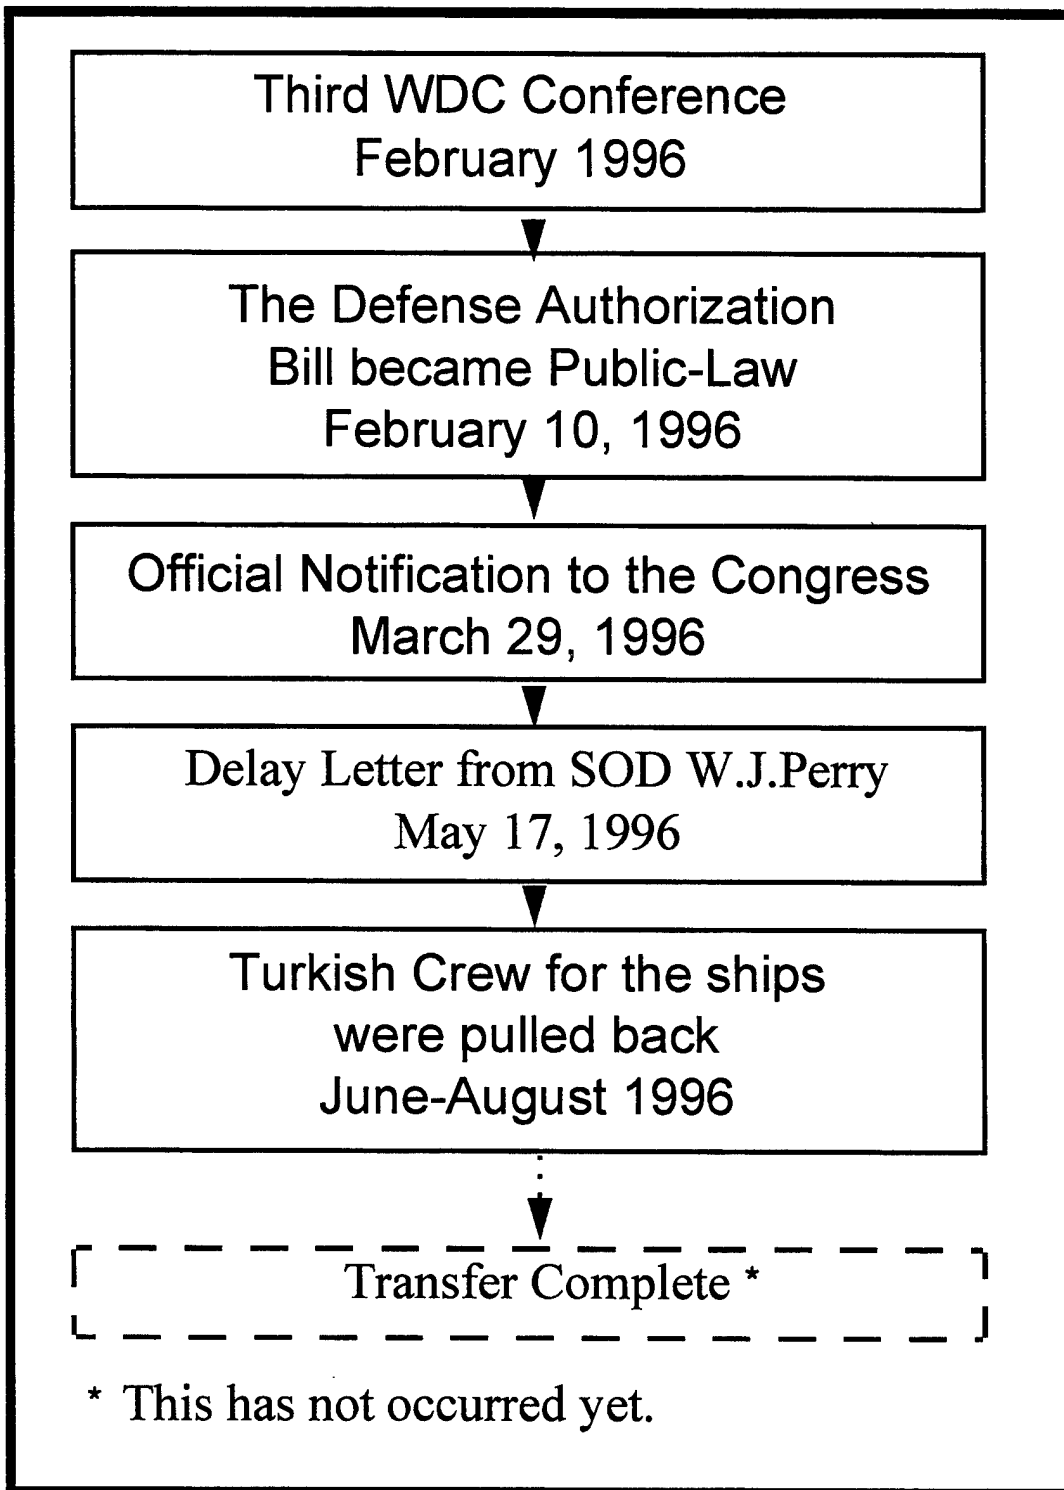 Third WDC Conference
February 1996
The Defense Authorization
Bill became Public-Law
February 10, 1996
Official Notification to the Congress
March 29, 1996
Delay Letter from SOD W.J.Perry
May 17, 1996
Turkish Crew for the ships
were pulled back
June-August 1996
Transfer Complete *
* This has not occurred yet.